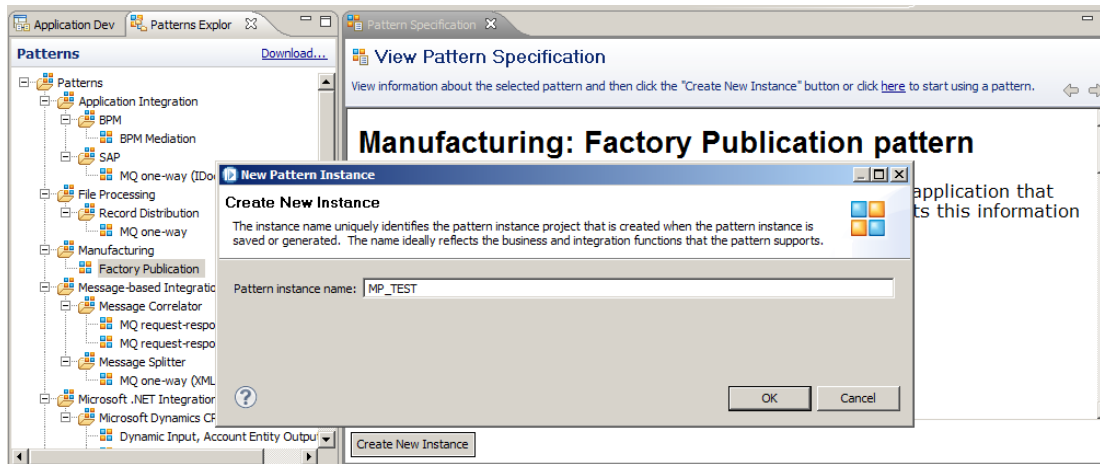 Application Dev
Patterns Explor
Pattern Specification
Patterns
Download...
View Pattern Specification
View information about the selected pattern and then click the "Create New Instance" button or click here to start using a pattern.
Patterns
Application Integration
BPM
BPM Mediation
SAP
MQ one-way (IDo
File Processing
Record Distribution
MQ one-way
Manufacturing
Factory Publication
Message-based Integratio
Message Correlator
MQ request-respo
MQ request-respo
Message Splitter
MQ one-way (XML
Microsoft .NET Integration
Microsoft Dynamics CR
Dynamic Input, Account Entity Output
Manufacturing: Factory Publication pattern
application that
ts this information
New Pattern Instance
Create New Instance
The instance name uniquely identifies the pattern instance project that is created when the pattern instance is
saved or generated. The name ideally reflects the business and integration functions that the pattern supports.
Pattern instance name: MP_TEST
?
OK
Cancel
Create New Instance